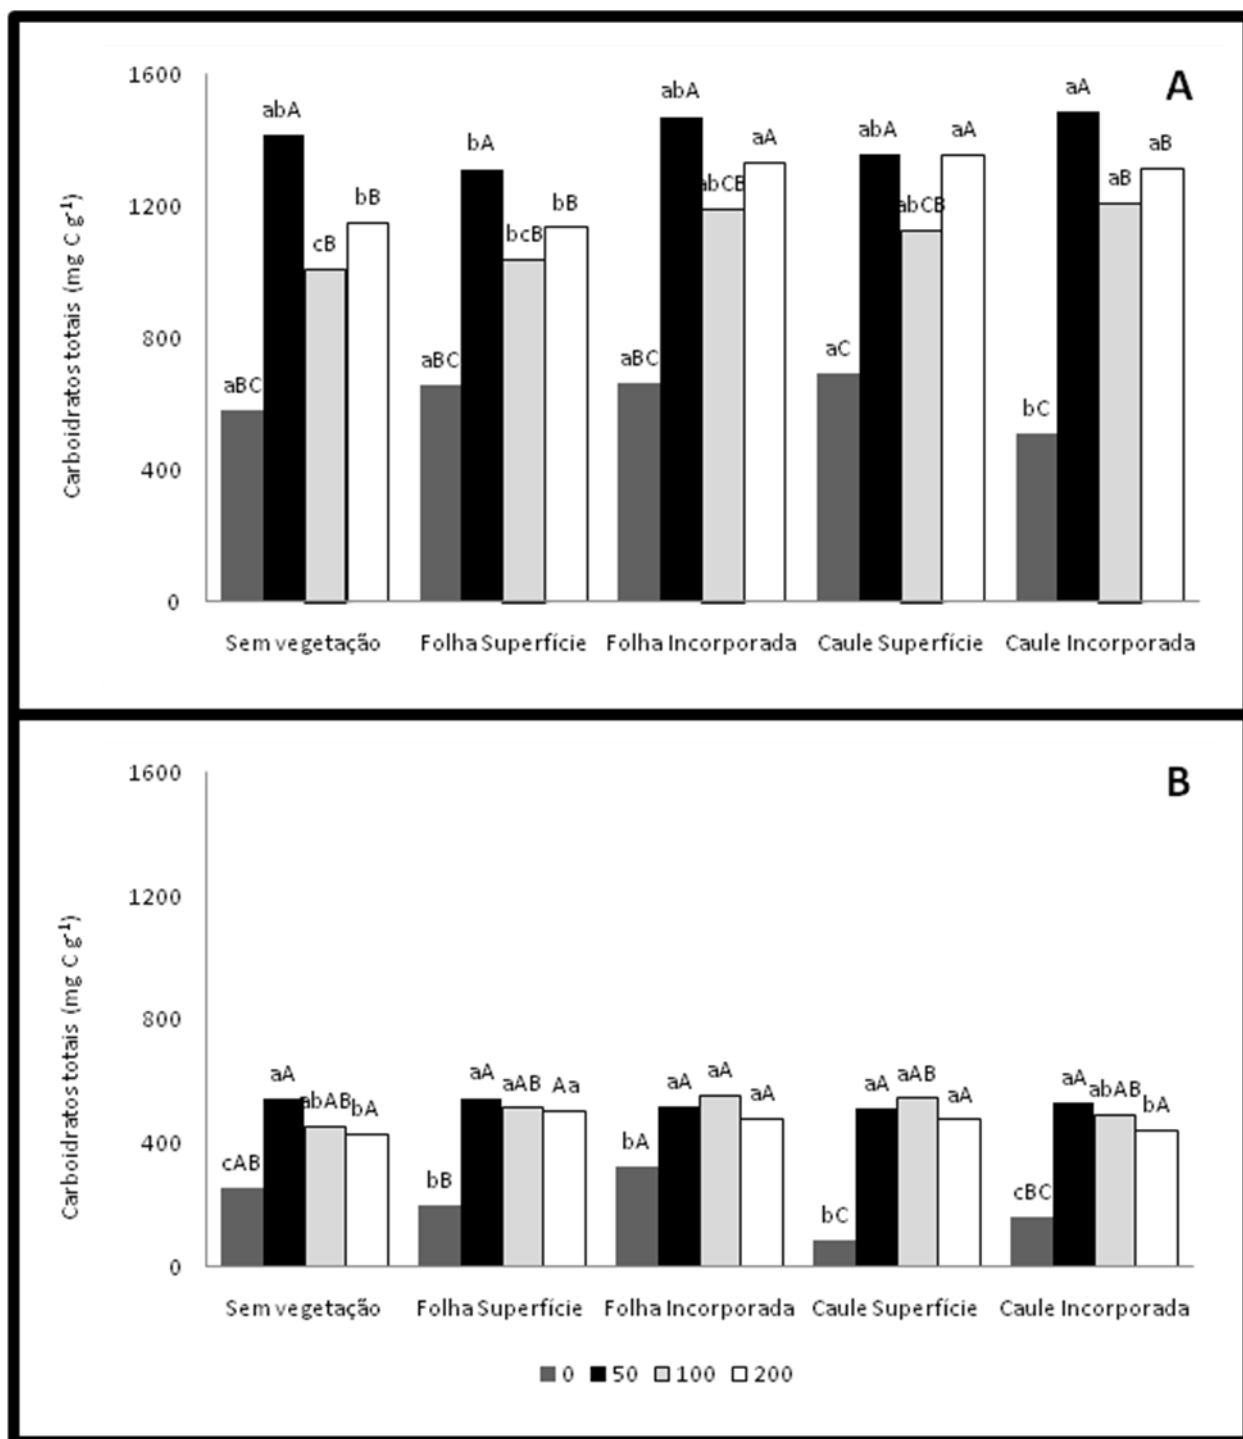 A
1600
1200
800
400
0
Carboidratos totais (mg C g-1)
abA
bA
abA
abA
aA
aA
aA
aB
bB
bB
cB
bcB
abCB
abCB
aB
aBC
aBC
aBC
aC
bC
Sem vegetação Folha Superfície Folha Incorporada Caule Superfície Caule Incorporada
B
1600
1200
800
400
0
Carboidratos totais (mg C g-1)
cAB aA abAB bA
bB aA aAB Aa
bA aA aA aA
bC aA aAB aA
cBC aA abAB bA
Sem vegetação Folha Superfície Folha Incorporada Caule Superfície Caule Incorporada
0 50 100 200